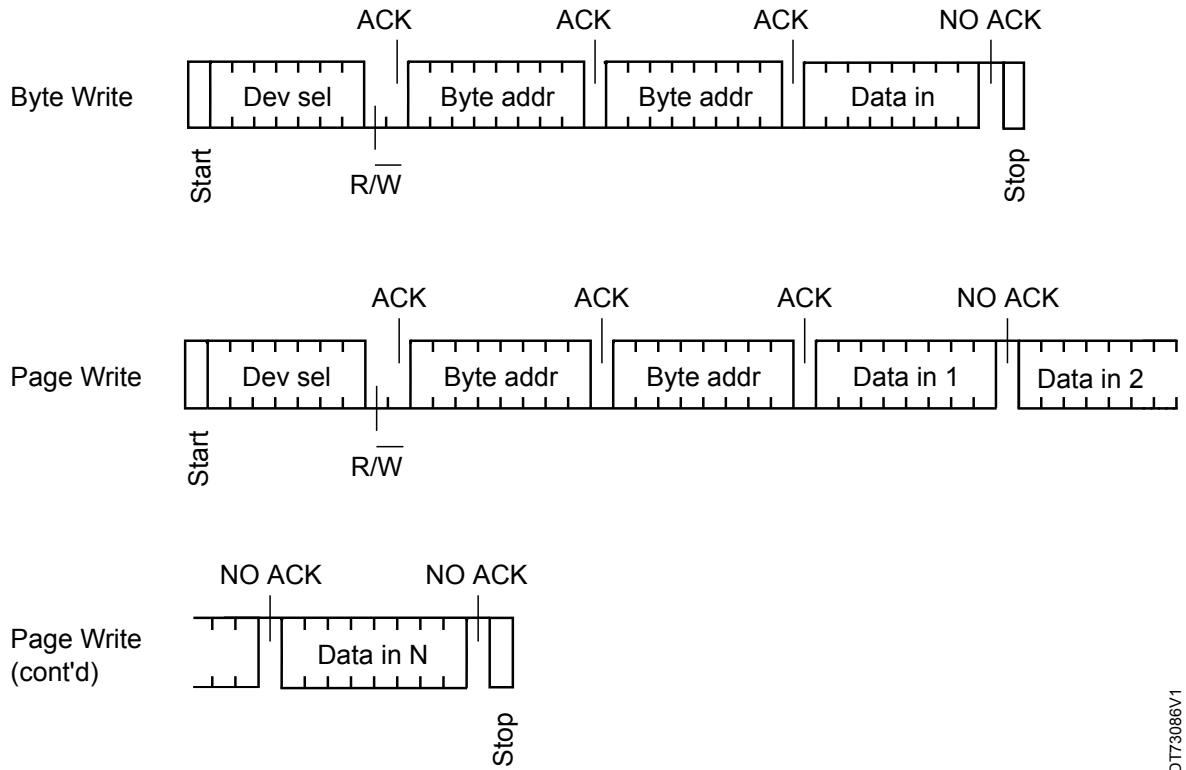 ACK ACK ACK NO ACK
Byte Write Dev sel Byte addr Byte addr Data in
Start R/W̅ Stop
ACK ACK ACK NO ACK
Page Write Dev sel Byte addr Byte addr Data in 1 Data in 2
Start R/W̅
NO ACK NO ACK
Page Write
(cont'd) Data in N
Stop
DT73086V1